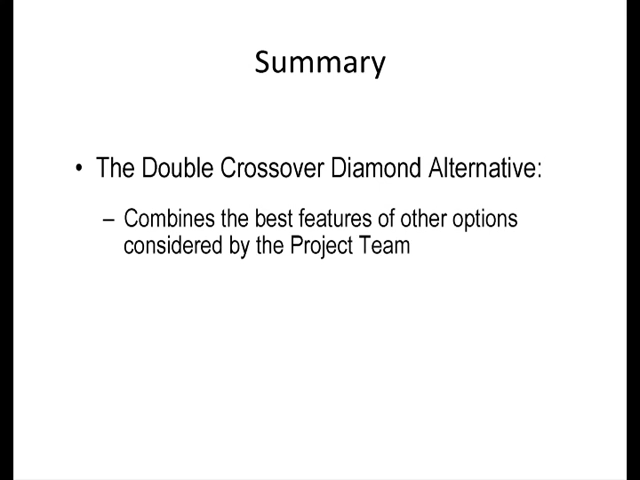 Summary
• The Double Crossover Diamond Alternative:
– Combines the best features of other options
considered by the Project Team